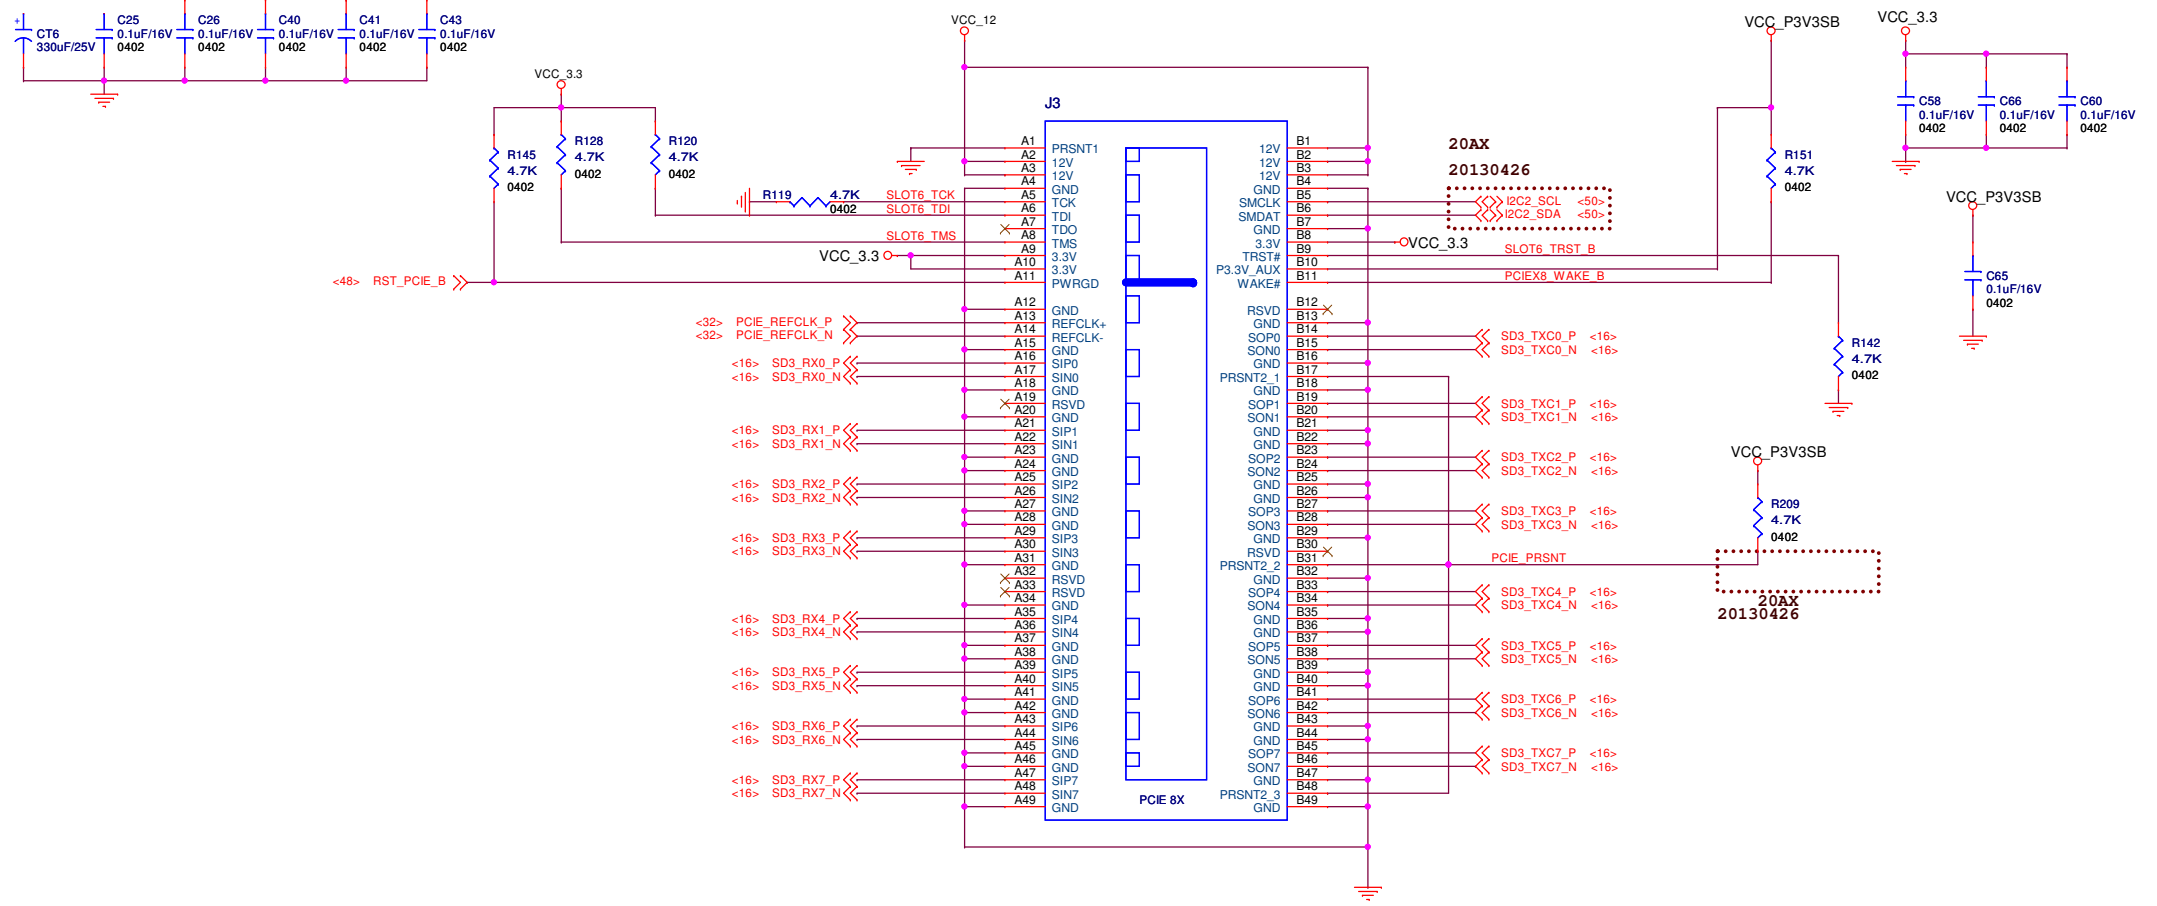 CT6
330uF/25V
C25
0.1uF/16V
0402
C26
0.1uF/16V
0402
C40
0.1uF/16V
0402
C41
0.1uF/16V
0402
C43
0.1uF/16V
0402
VCC_3.3
R145
4.7K
0402
R128
4.7K
0402
R120
4.7K
0402
R119
4.7K
0402
SLOT6_TCK
SLOT6_TDI
SLOT6_TMS
VCC_3.3
<48> RST_PCIE_B
<32> PCIE_REFCLK_P
<32> PCIE_REFCLK_N
<16> SD3_RX0_P
<16> SD3_RX0_N
<16> SD3_RX1_P
<16> SD3_RX1_N
<16> SD3_RX2_P
<16> SD3_RX2_N
<16> SD3_RX3_P
<16> SD3_RX3_N
<16> SD3_RX4_P
<16> SD3_RX4_N
<16> SD3_RX5_P
<16> SD3_RX5_N
<16> SD3_RX6_P
<16> SD3_RX6_N
<16> SD3_RX7_P
<16> SD3_RX7_N
VCC_12
J3
A1 PRSNT1 12V B1
A2 12V 12V B2
A3 12V 12V B3
A4 GND GND B4
A5 TCK SMCLK B5
A6 TDI SMDAT B6
A7 TDO GND B7
A8 TMS 3.3V B8
A9 3.3V TRST# B9
A10 3.3V P3.3V_AUX B10
A11 PWRGD WAKE# B11
A12 GND RSVD B12
A13 REFCLK+ GND B13
A14 REFCLK- SOP0 B14
A15 GND SON0 B15
A16 SIP0 GND B16
A17 SIN0 PRSNT2_1 B17
A18 GND GND B18
A19 RSVD SOP1 B19
A20 GND SON1 B20
A21 SIP1 GND B21
A22 SIN1 GND B22
A23 GND SOP2 B23
A24 GND SON2 B24
A25 SIP2 GND B25
A26 SIN2 GND B26
A27 GND SOP3 B27
A28 GND SON3 B28
A29 SIP3 GND B29
A30 SIN3 RSVD B30
A31 GND PRSNT2_2 B31
A32 RSVD GND B32
A33 RSVD SOP4 B33
A34 GND SON4 B34
A35 SIP4 GND B35
A36 SIN4 GND B36
A37 GND SOP5 B37
A38 GND SON5 B38
A39 SIP5 GND B39
A40 SIN5 GND B40
A41 GND SOP6 B41
A42 GND SON6 B42
A43 SIP6 GND B43
A44 SIN6 GND B44
A45 GND SOP7 B45
A46 GND SON7 B46
A47 SIP7 GND B47
A48 SIN7 PRSNT2_3 B48
A49 GND GND B49
PCIE 8X
20AX
20130426
I2C2_SCL <50>
I2C2_SDA <50>
VCC_3.3
SLOT6_TRST_B
PCIEX8_WAKE_B
SD3_TXC0_P <16>
SD3_TXC0_N <16>
SD3_TXC1_P <16>
SD3_TXC1_N <16>
SD3_TXC2_P <16>
SD3_TXC2_N <16>
SD3_TXC3_P <16>
SD3_TXC3_N <16>
PCIE_PRSNT
SD3_TXC4_P <16>
SD3_TXC4_N <16>
SD3_TXC5_P <16>
SD3_TXC5_N <16>
SD3_TXC6_P <16>
SD3_TXC6_N <16>
SD3_TXC7_P <16>
SD3_TXC7_N <16>
VCC_P3V3SB
R151
4.7K
0402
VCC_3.3
C58
0.1uF/16V
0402
C66
0.1uF/16V
0402
C60
0.1uF/16V
0402
VCC_P3V3SB
C65
0.1uF/16V
0402
R142
4.7K
0402
VCC_P3V3SB
R209
4.7K
0402
20AX
20130426